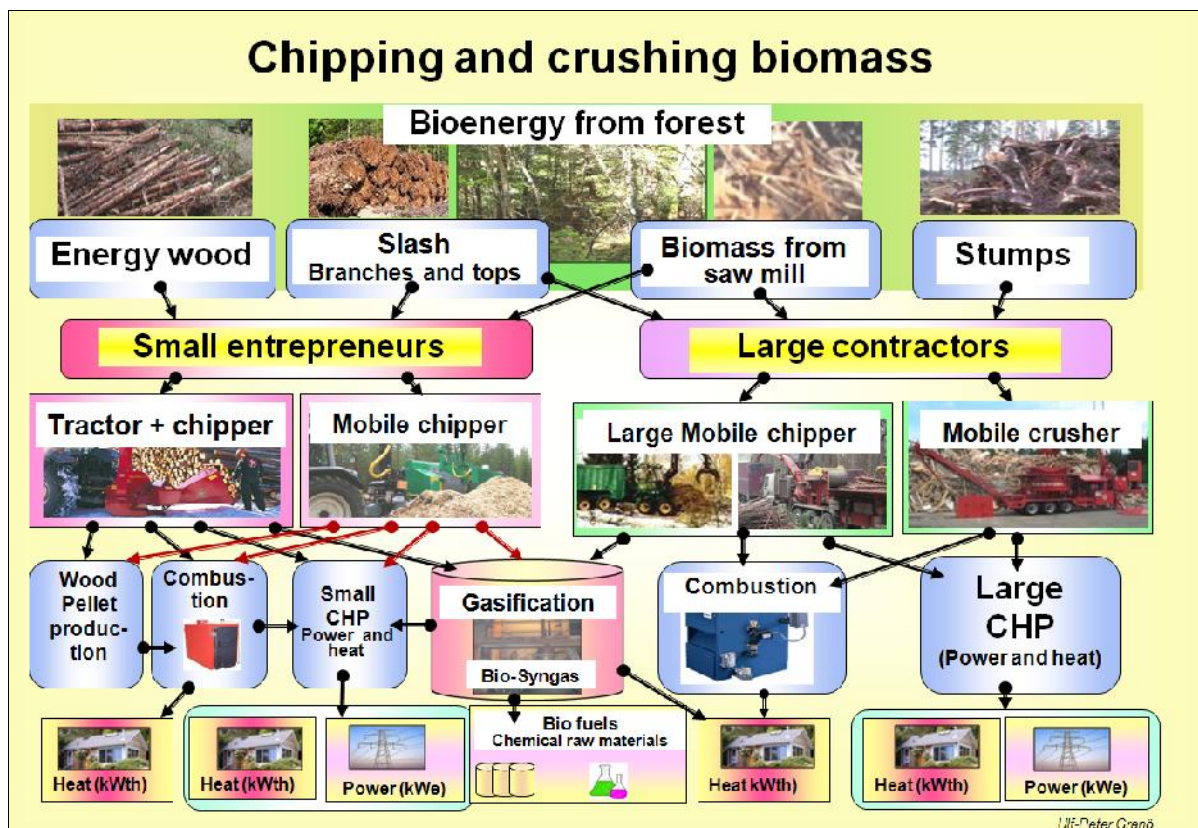 Chipping and crushing biomass
Bioenergy from forest
Energy wood
Slash
Branches and tops
Biomass from
saw mill
Stumps
Small entrepreneurs
Large contractors
Tractor + chipper
Mobile chipper
Large Mobile chipper
Mobile crusher
Wood
Pellet
produc-
tion
Combus-
tion
Small
CHP
Power and
heat
Gasification
Bio-Syngas
Combustion
Large
CHP
(Power and heat)
Heat (kWth)
Heat (kWth)
Power (kWe)
Bio fuels
Chemical raw materials
Heat kWth)
Heat (kWth)
Power (kWe)
Ulf-Peter Granö